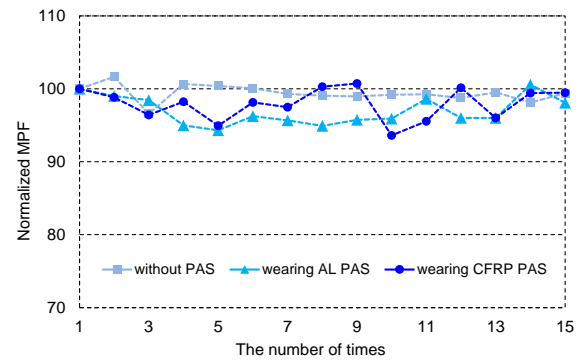 110
100
90
80
70
Normalized MPF
without PAS wearing AL PAS wearing CFRP PAS
1 3 5 7 9 11 13 15
The number of times